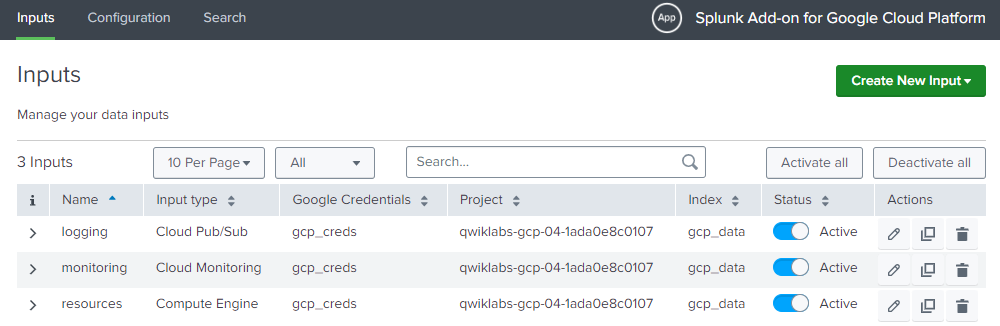 Inputs Configuration Search App Splunk Add-on for Google Cloud Platform
Inputs
Create New Input
Manage your data inputs
3 Inputs 10 Per Page All Search... Activate all Deactivate all
i Name Input type Google Credentials Project Index Status Actions
logging Cloud Pub/Sub gcp_creds qwiklabs-gcp-04-1ada0e8c0107 gcp_data Active
monitoring Cloud Monitoring gcp_creds qwiklabs-gcp-04-1ada0e8c0107 gcp_data Active
resources Compute Engine gcp_creds qwiklabs-gcp-04-1ada0e8c0107 gcp_data Active